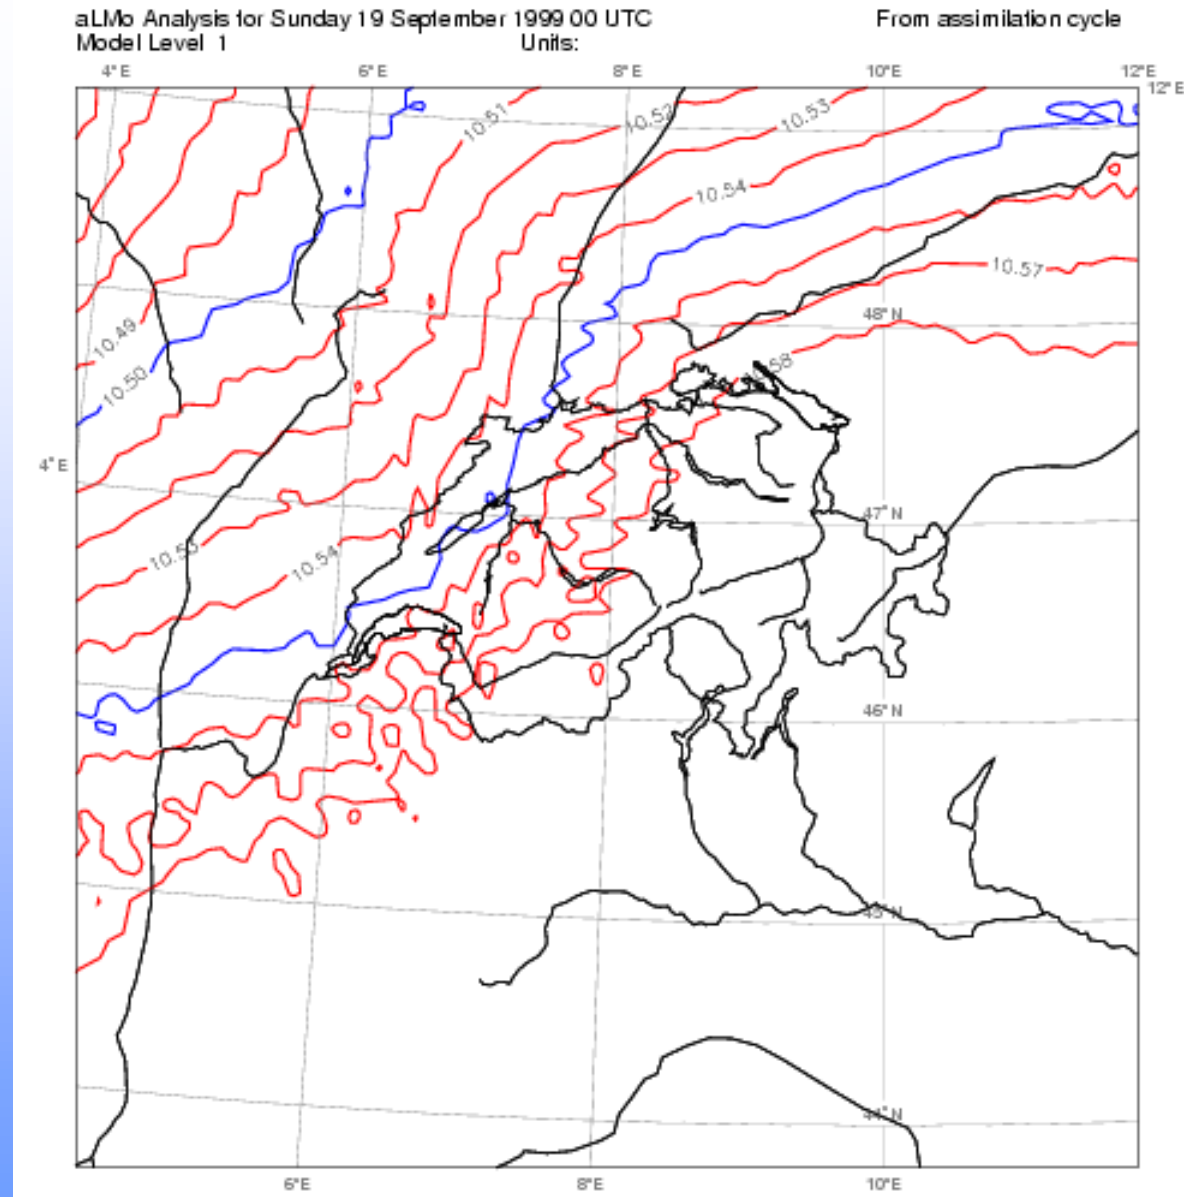 aLMo Analysis for Sunday 19 September 1999 00 UTC From assimilation cycle
Model Level 1 Units:
4°E 6°E 8°E 10°E 12°E
12°E
10.51 10.52 10.53
10.54
10.57
48°N
10.49
10.50
10.58
4°E
47°N
10.53 10.54
46°N
45°N
44°N
6°E 8°E 10°E